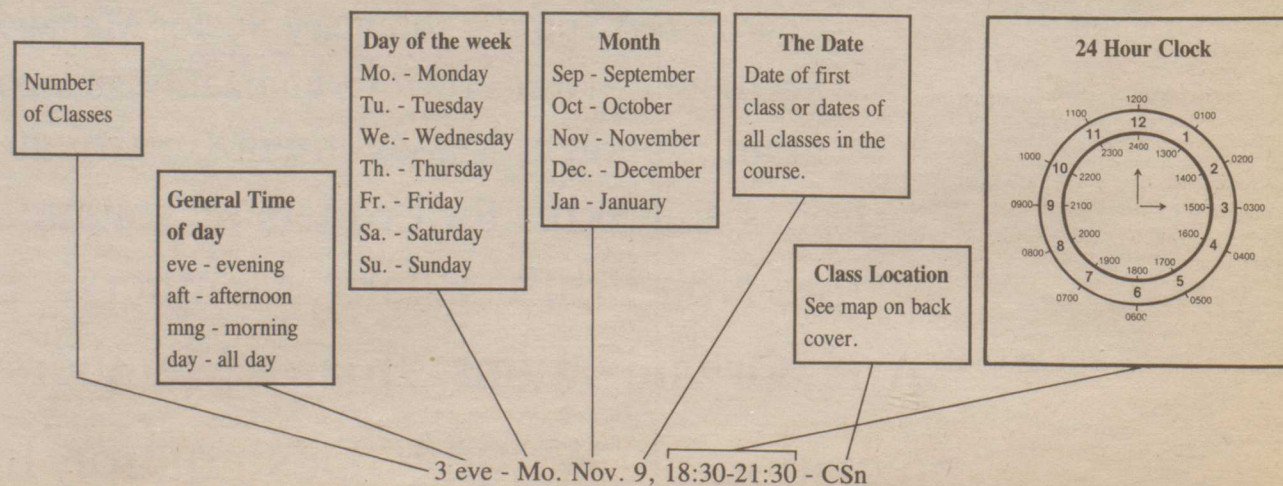 Number
of Classes
General Time
of day
eve - evening
aft - afternoon
mng - morning
day - all day
Day of the week
Mo. - Monday
Tu. - Tuesday
We. - Wednesday
Th. - Thursday
Fr. - Friday
Sa. - Saturday
Su. - Sunday
Month
Sep - September
Oct - October
Nov - November
Dec. - December
Jan - January
The Date
Date of first
class or dates of
all classes in the
course.
Class Location
See map on back
cover.
24 Hour Clock
1200
0100
0200
0300
0400
0500
0600
0700
0800
0900
1000
1100
12
1
2
3
4
5
6
7
8
9
10
11
2400
1300
1400
1500
1600
1700
1800
1900
2000
2100
2200
2300
3 eve - Mo. Nov. 9, 18:30-21:30 - CSn